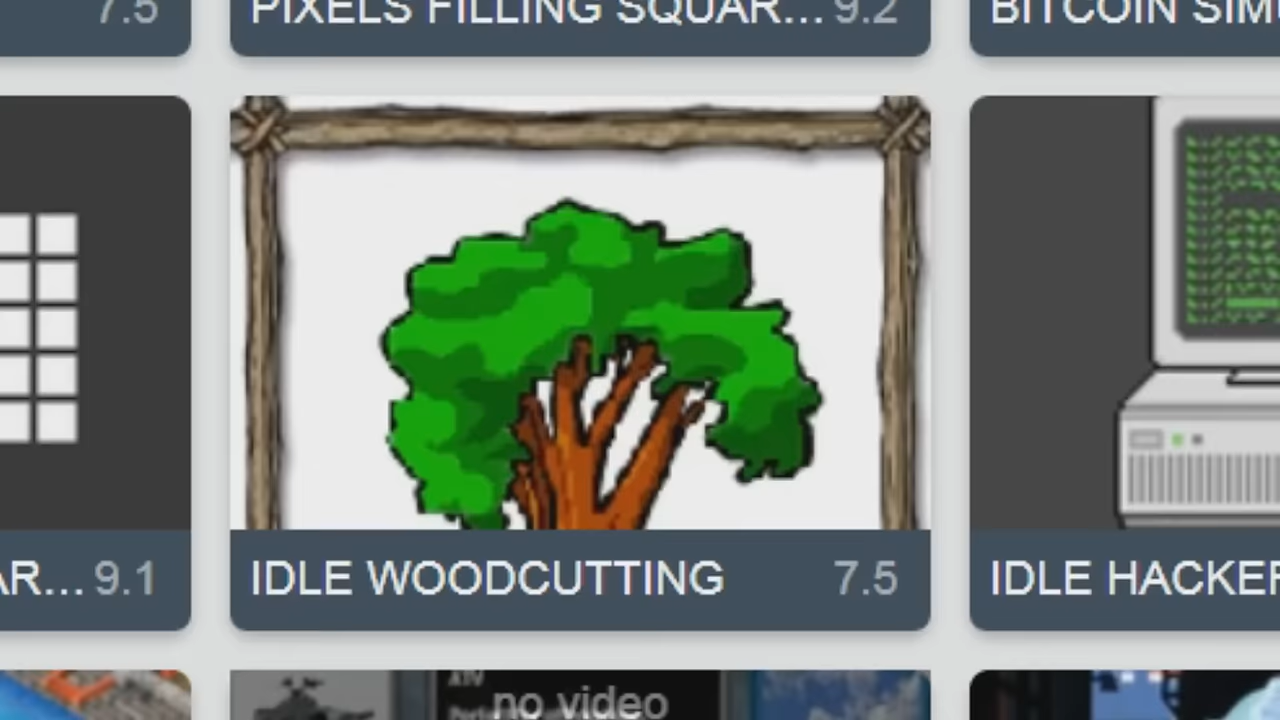 7.5
PIXELS FILLING SQUAR... 9.2
BITCOIN SIM
AR... 9.1
IDLE WOODCUTTING 7.5
IDLE HACKER
no video